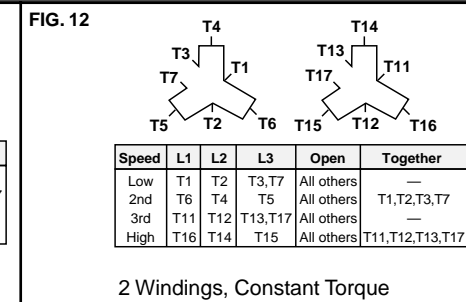 FIG. 12
T4
T3
T7
T1
T5
T2
T6
T14
T13
T17
T11
T15
T12
T16
Speed L1 L2 L3 Open Together
Low T1 T2 T3,T7 All others —
2nd T6 T4 T5 All others T1,T2,T3,T7
3rd T11 T12 T13,T17 All others —
High T16 T14 T15 All others T11,T12,T13,T17
2 Windings, Constant Torque